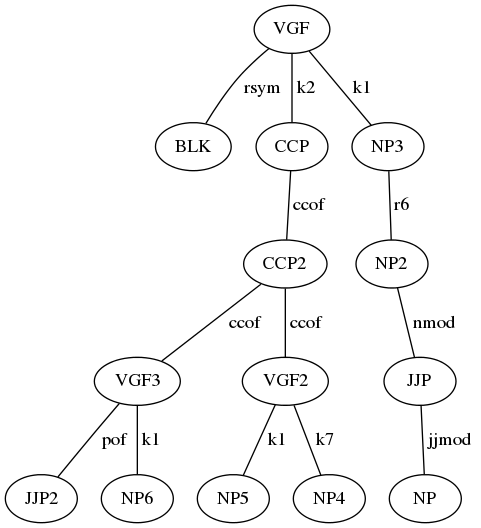 VGF
rsym k2 k1
BLK CCP NP3
ccof r6
CCP2 NP2
ccof ccof nmod
VGF3 VGF2 JJP
pof k1 k1 k7 jjmod
JJP2 NP6 NP5 NP4 NP